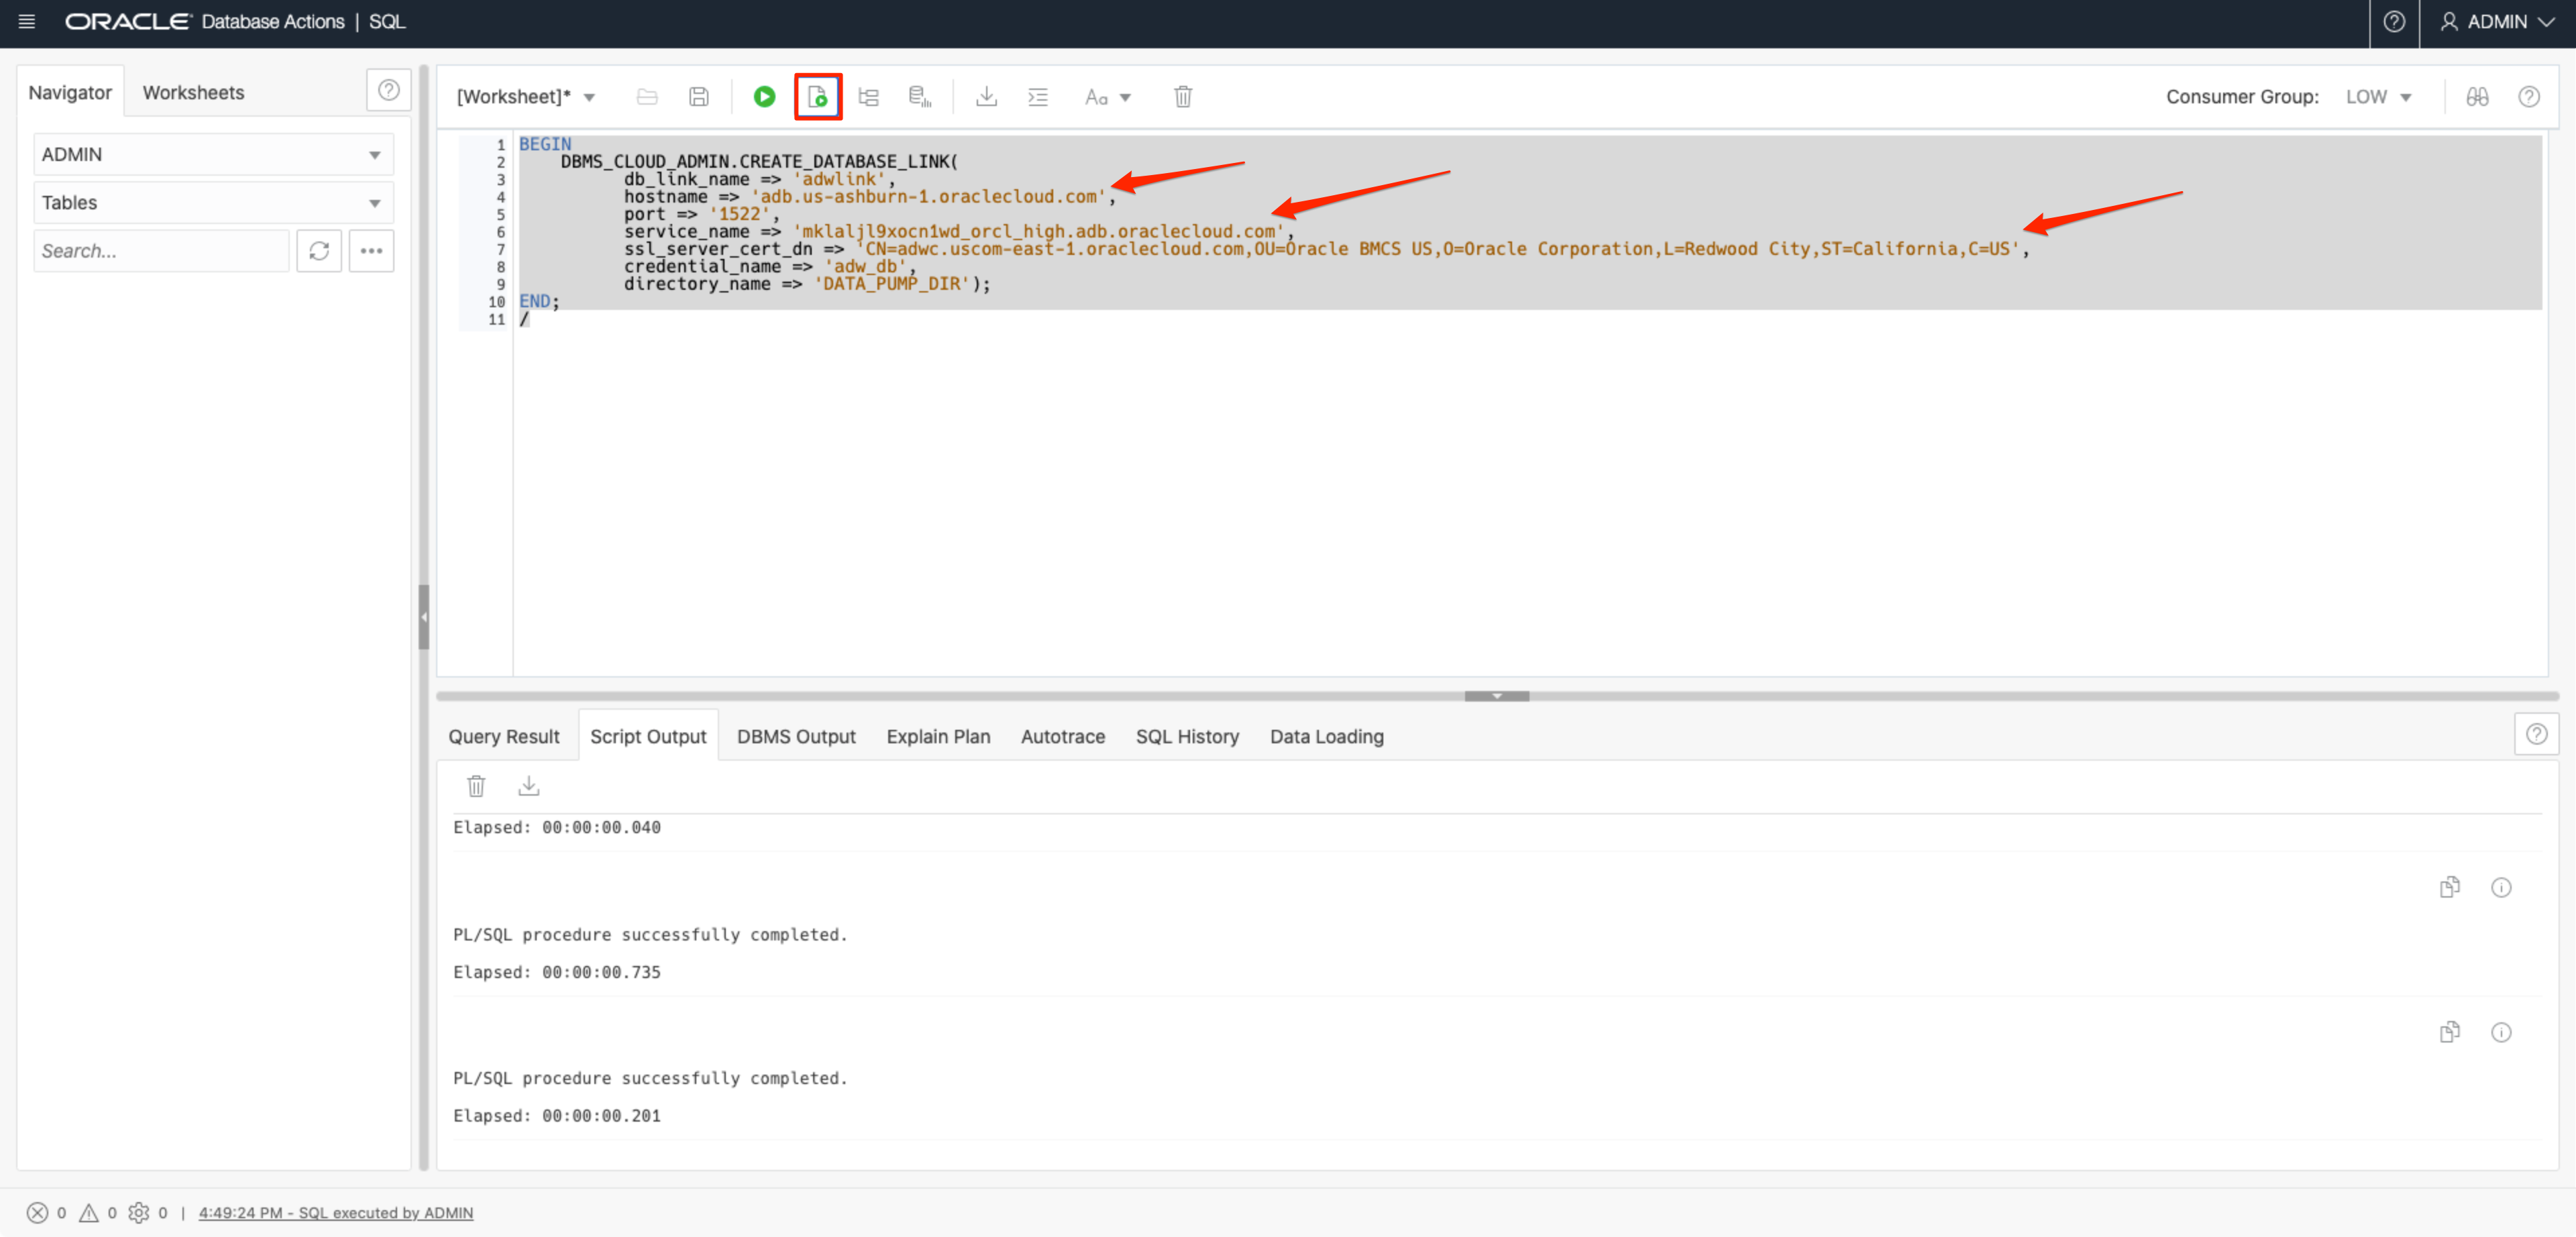 ORACLE Database Actions | SQL
ADMIN
Navigator
Worksheets
ADMIN
Tables
Search...
[Worksheet]*
Aa
Consumer Group: LOW
1 BEGIN
2 DBMS_CLOUD_ADMIN.CREATE_DATABASE_LINK(
3 db_link_name => 'adwlink',
4 hostname => 'adb.us-ashburn-1.oraclecloud.com',
5 port => '1522',
6 service_name => 'mklaljl9xocn1wd_orcl_high.adb.oraclecloud.com',
7 ssl_server_cert_dn => 'CN=adwc.uscom-east-1.oraclecloud.com,OU=Oracle BMCS US,O=Oracle Corporation,L=Redwood City,ST=California,C=US',
8 credential_name => 'adw_db',
9 directory_name => 'DATA_PUMP_DIR');
10 END;
11 /
Query Result
Script Output
DBMS Output
Explain Plan
Autotrace
SQL History
Data Loading
Elapsed: 00:00:00.040
PL/SQL procedure successfully completed.
Elapsed: 00:00:00.735
PL/SQL procedure successfully completed.
Elapsed: 00:00:00.201
0 0 0 | 4:49:24 PM - SQL executed by ADMIN